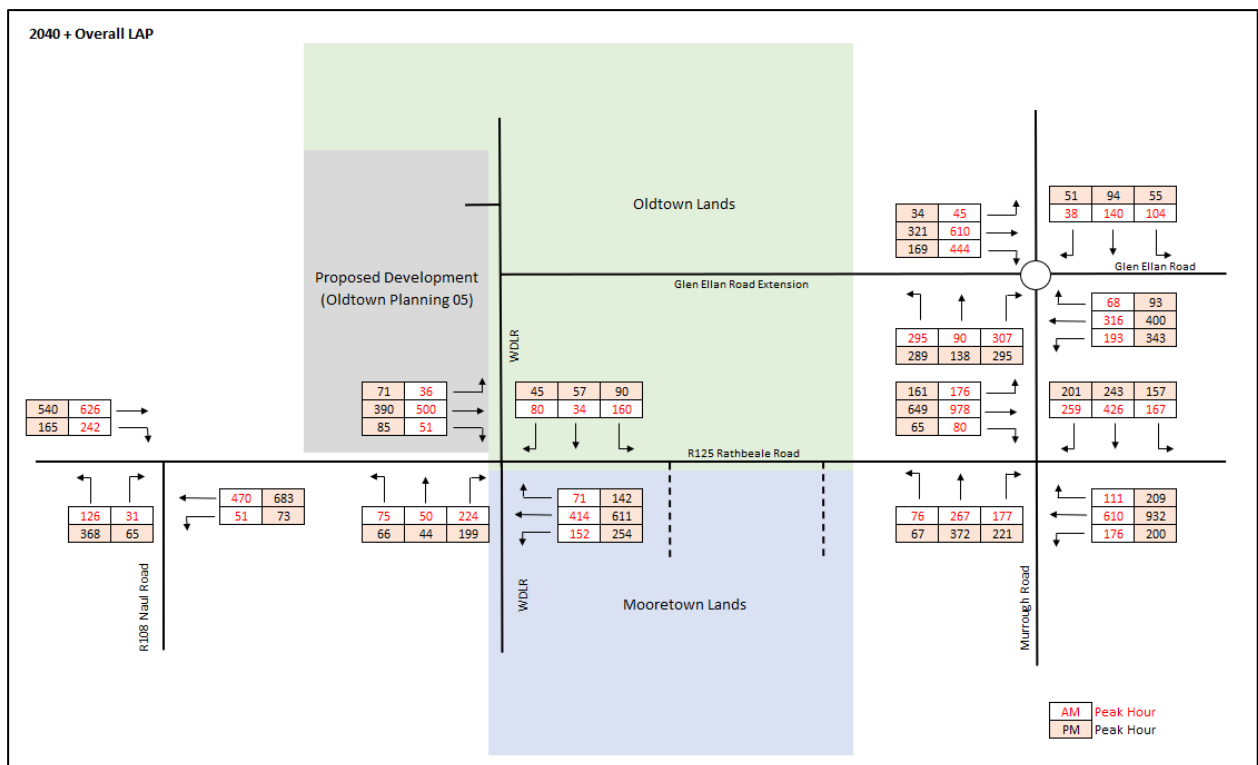 2040 + Overall LAP
Oldtown Lands
51 94 55
38 140 104
34 45
321 610
169 444
Glen Ellan Road
Proposed Development
(Oldtown Planning 05)
Glen Ellan Road Extension
68 93
316 400
193 343
295 90 307
289 138 295
WDLR
71 36
390 500
85 51
45 57 90
80 34 160
161 176
649 978
65 80
201 243 157
259 426 167
540 626
165 242
R125 Rathbeale Road
126 31
368 65
470 683
51 73
75 50 224
66 44 199
71 142
414 611
152 254
76 267 177
67 372 221
111 209
610 932
176 200
R108 Naul Road
WDLR
Mooretown Lands
Murrough Road
AM Peak Hour
PM Peak Hour